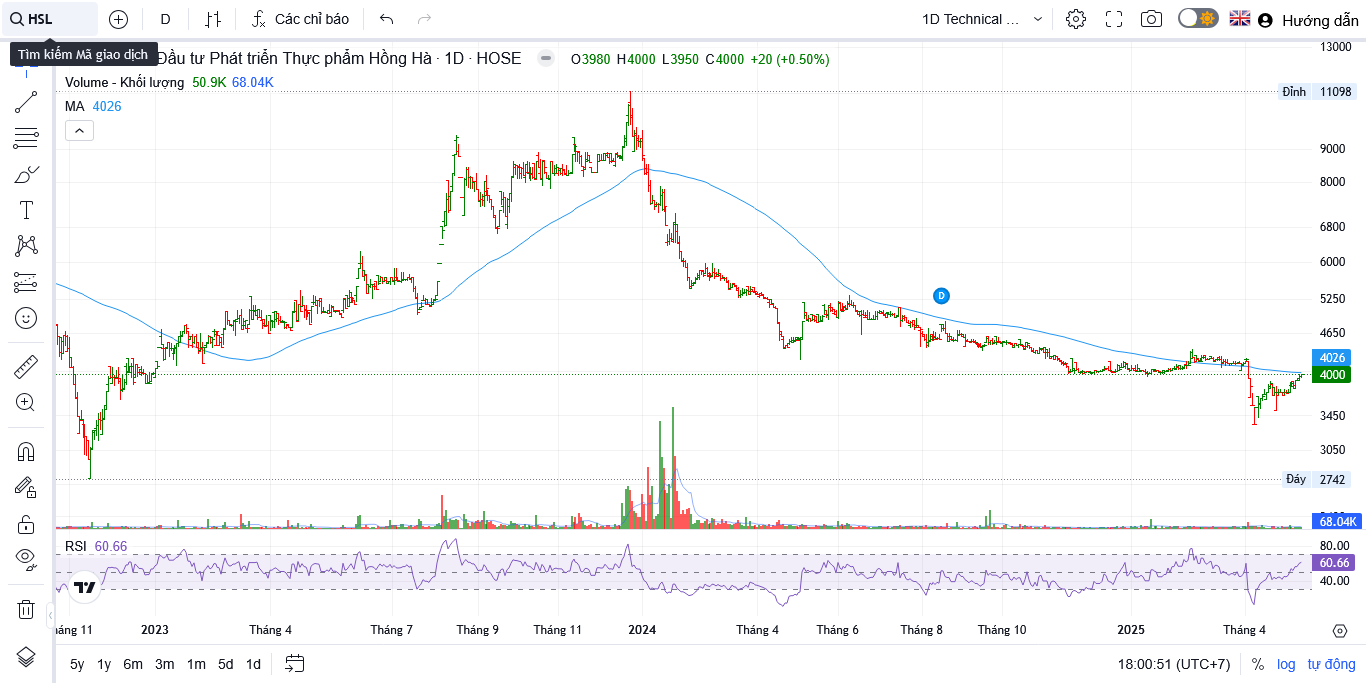 HSL
D
Các chỉ báo
1D Technical ...
Hướng dẫn
Tìm kiếm Mã giao dịch
Đầu tư Phát triển Thực phẩm Hồng Hà · 1D · HOSE
O3980 H4000 L3950 C4000 +20 (+0.50%)
Volume - Khối lượng 50.9K 68.04K
MA 4026
13000
Đỉnh 11098
9000
8000
6800
6000
5250
4650
4026
4000
3450
3050
Đáy 2742
68.04K
D
RSI 60.66
80.00
60.66
40.00
háng 11 2023 Tháng 4 Tháng 7 Tháng 9 Tháng 11 2024 Tháng 4 Tháng 6 Tháng 8 Tháng 10 2025 Tháng 4
5y 1y 6m 3m 1m 5d 1d
18:00:51 (UTC+7) % log tự động